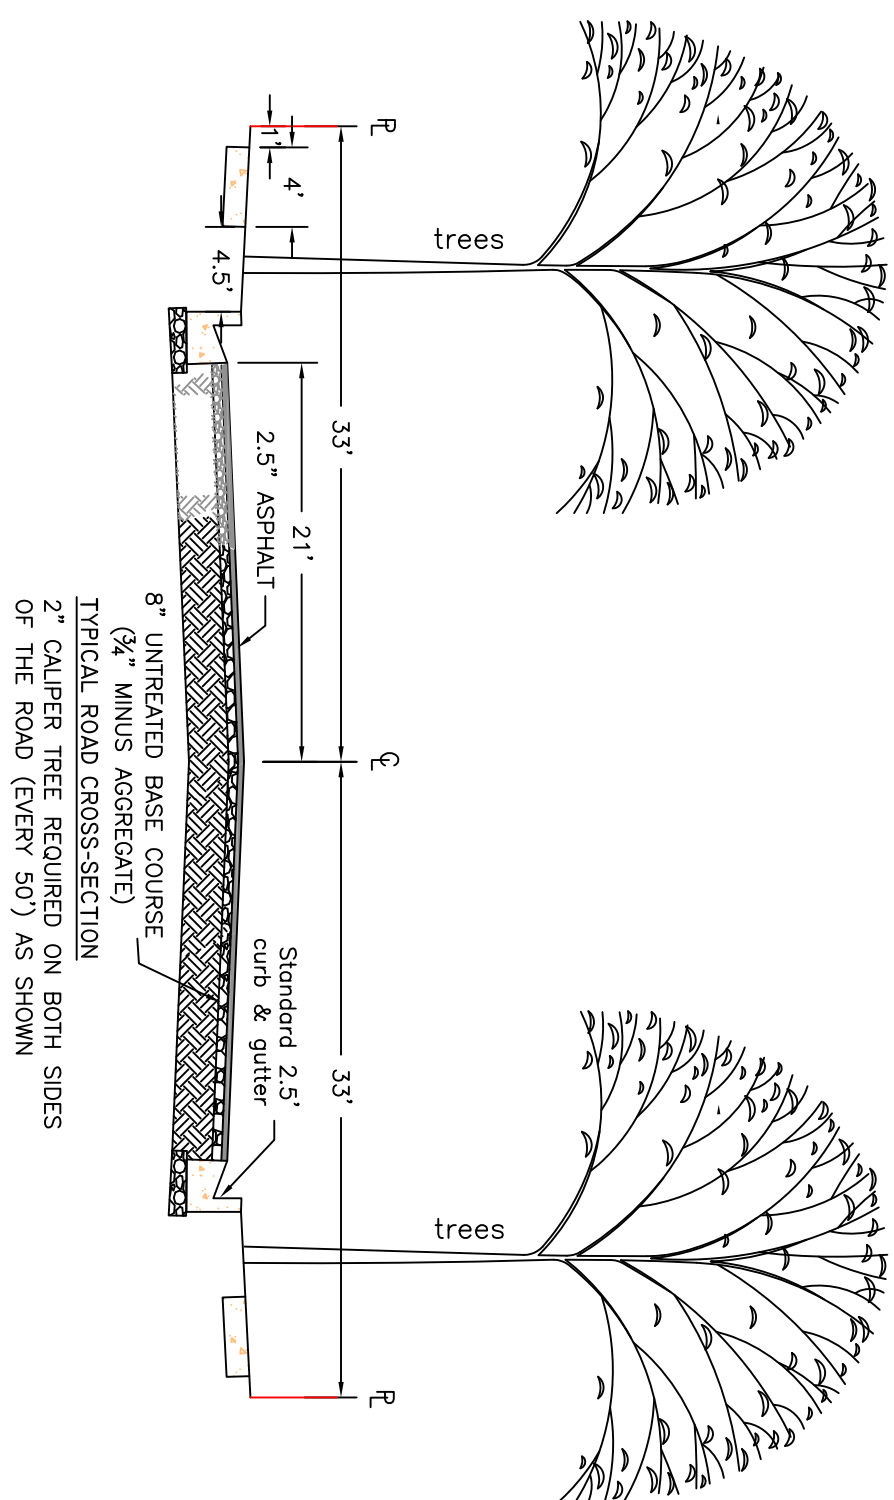 trees
trees
PL
CL
PL
33'
33'
1'
4'
4.5'
21'
2.5" ASPHALT
Standard 2.5'
curb & gutter
8" UNTREATED BASE COURSE
(3/4" MINUS AGGREGATE)
TYPICAL ROAD CROSS-SECTION
2" CALIPER TREE REQUIRED ON BOTH SIDES
OF THE ROAD (EVERY 50') AS SHOWN